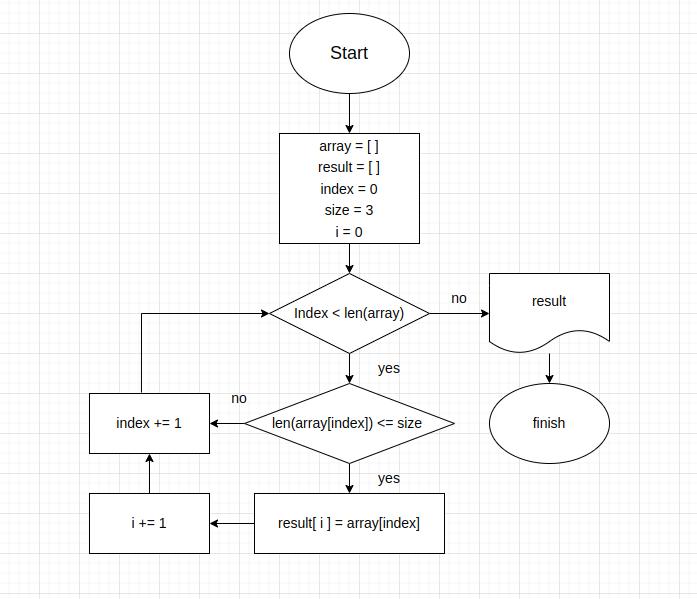 Start
array = [ ]
result = [ ]
index = 0
size = 3
i = 0
Index < len(array)
no
result
yes
len(array[index]) <= size
no
index += 1
finish
yes
result[ i ] = array[index]
i += 1